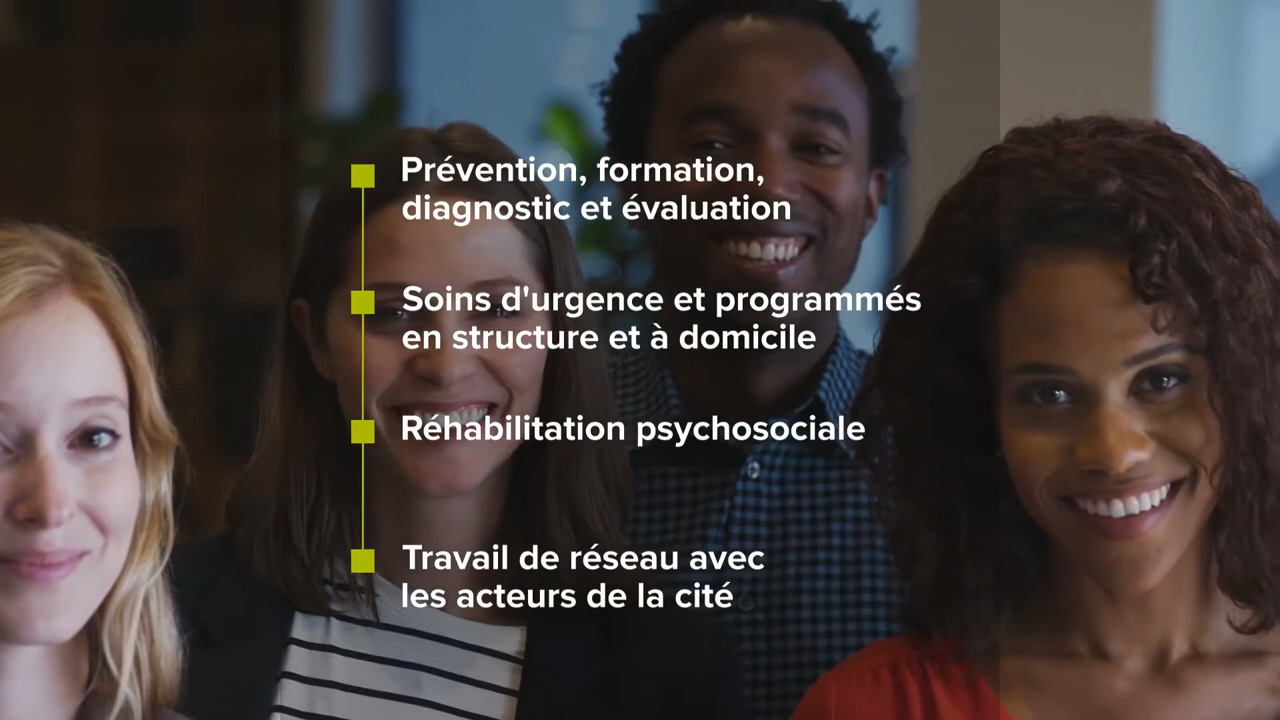 Prévention, formation,
diagnostic et évaluation
Soins d'urgence et programmés
en structure et à domicile
Réhabilitation psychosociale
Travail de réseau avec
les acteurs de la cité